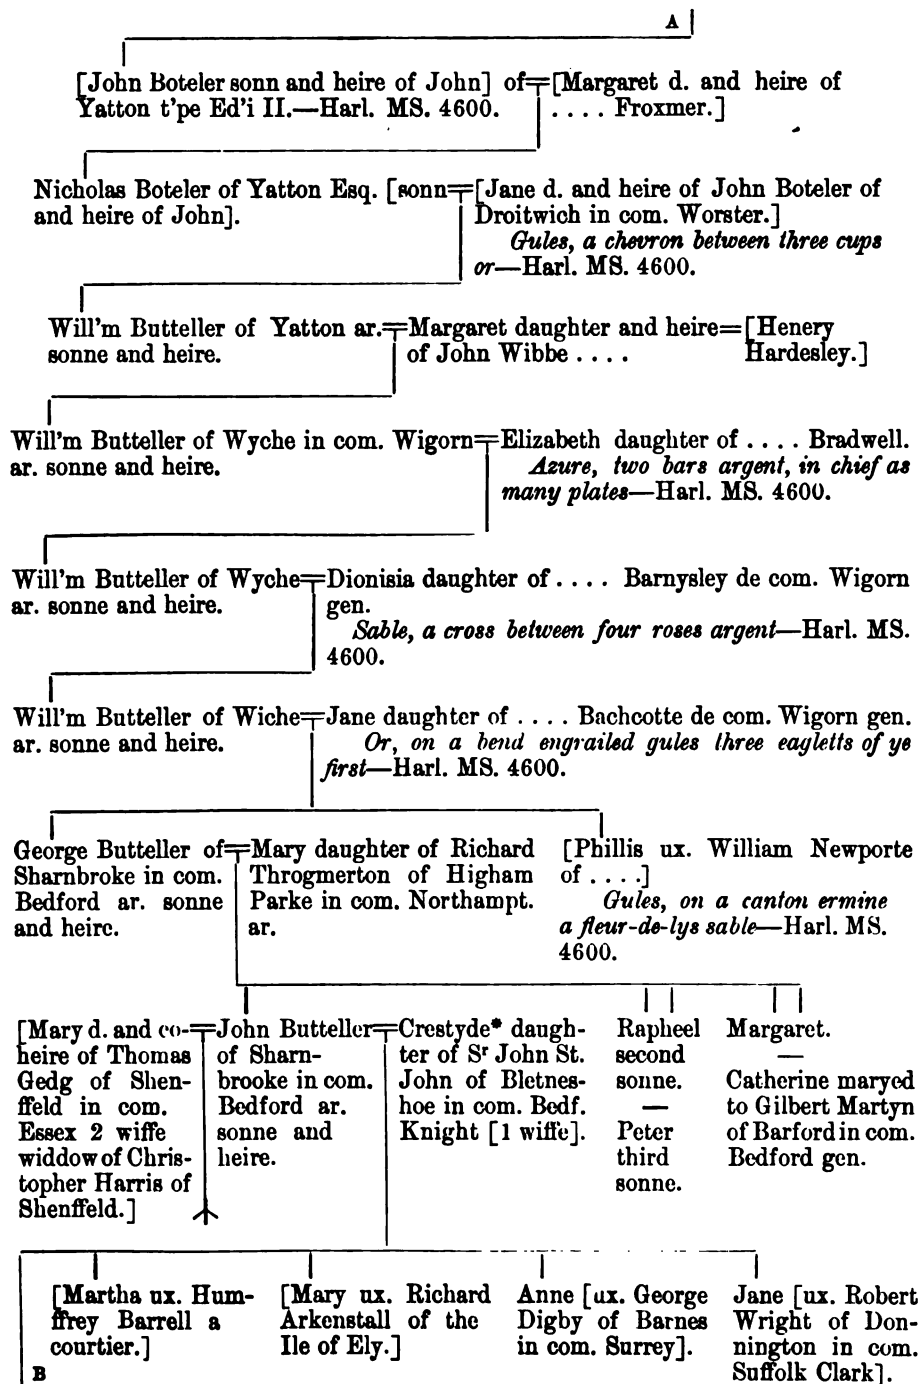 A
[John Boteler sonn and heire of John] of
Yatton t'pe Ed'i II.—Harl. MS. 4600.
[Margaret d. and heire of
. . . . Froxmer.]
Nicholas Boteler of Yatton Esq. [sonn
and heire of John].
[Jane d. and heire of John Boteler of
Droitwich in com. Worster.]
Gules, a chevron between three cups
or—Harl. MS. 4600.
Will'm Butteller of Yatton ar.
sonne and heire.
Margaret daughter and heire
of John Wibbe . . . .
[Henery
Hardesley.]
Will'm Butteller of Wyche in com. Wigorn
ar. sonne and heire.
Elizabeth daughter of . . . . Bradwell.
Azure, two bars argent, in chief as
many plates—Harl. MS. 4600.
Will'm Butteller of Wyche
ar. sonne and heire.
Dionisia daughter of . . . . Barnysley de com. Wigorn
gen.
Sable, a cross between four roses argent—Harl. MS.
4600.
Will'm Butteller of Wiche
ar. sonne and heire.
Jane daughter of . . . . Bachcotte de com. Wigorn gen.
Or, on a bend engrailed gules three eagletts of ye
first—Harl. MS. 4600.
George Butteller of
Sharnbroke in com.
Bedford ar. sonne
and heire.
Mary daughter of Richard
Throgmerton of Higham
Parke in com. Northampt.
ar.
[Phillis ux. William Newporte
of . . . .]
Gules, on a canton ermine
a fleur-de-lys sable—Harl. MS.
4600.
[Mary d. and co-
heire of Thomas
Gedg of Shen-
ffeld in com.
Essex 2 wiffe
widdow of Chris-
topher Harris of
Shenffeld.]
John Butteller
of Sharn-
brooke in com.
Bedford ar.
sonne and
heire.
Crestyde* daugh-
ter of Sr John St.
John of Bletnes-
hoe in com. Bedf.
Knight [1 wiffe].
Rapheel
second
sonne.
—
Peter
third
sonne.
Margaret.
—
Catherine maryed
to Gilbert Martyn
of Barford in com.
Bedford gen.
[Martha ux. Hum-
ffrey Barrell a
courtier.]
[Mary ux. Richard
Arkenstall of the
Ile of Ely.]
Anne [ux. George
Digby of Barnes
in com. Surrey].
Jane [ux. Robert
Wright of Don-
nington in com.
Suffolk Clark].
B